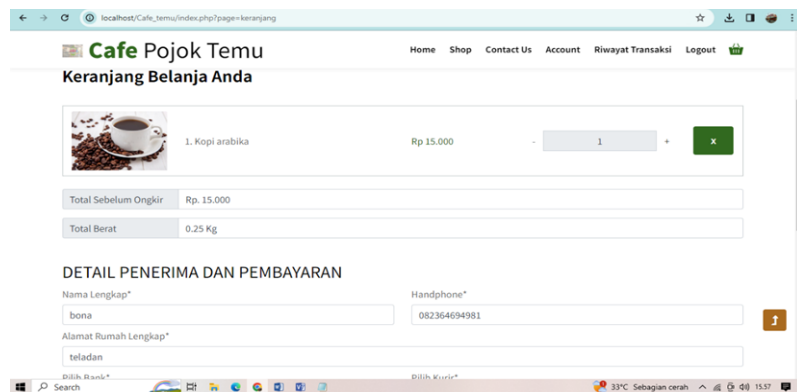 localhost/Cafe_temu/index.php?page=keranjang
Cafe Pojok Temu
Home Shop Contact Us Account Riwayat Transaksi Logout
Keranjang Belanja Anda
1. Kopi arabika Rp 15.000 - 1 + x
Total Sebelum Ongkir Rp. 15.000
Total Berat 0.25 Kg
DETAIL PENERIMA DAN PEMBAYARAN
Nama Lengkap* Handphone*
bona 082364694981
Alamat Rumah Lengkap*
teladan
Pilih Bank* Pilih Kurir*
Search 33°C Sebagian cerah 15.57